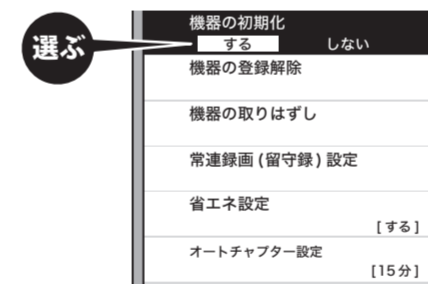 選ぶ
機器の初期化
する しない
機器の登録解除
機器の取りはずし
常連録画(留守録)設定
省エネ設定
[する]
オートチャプター設定
[15分]